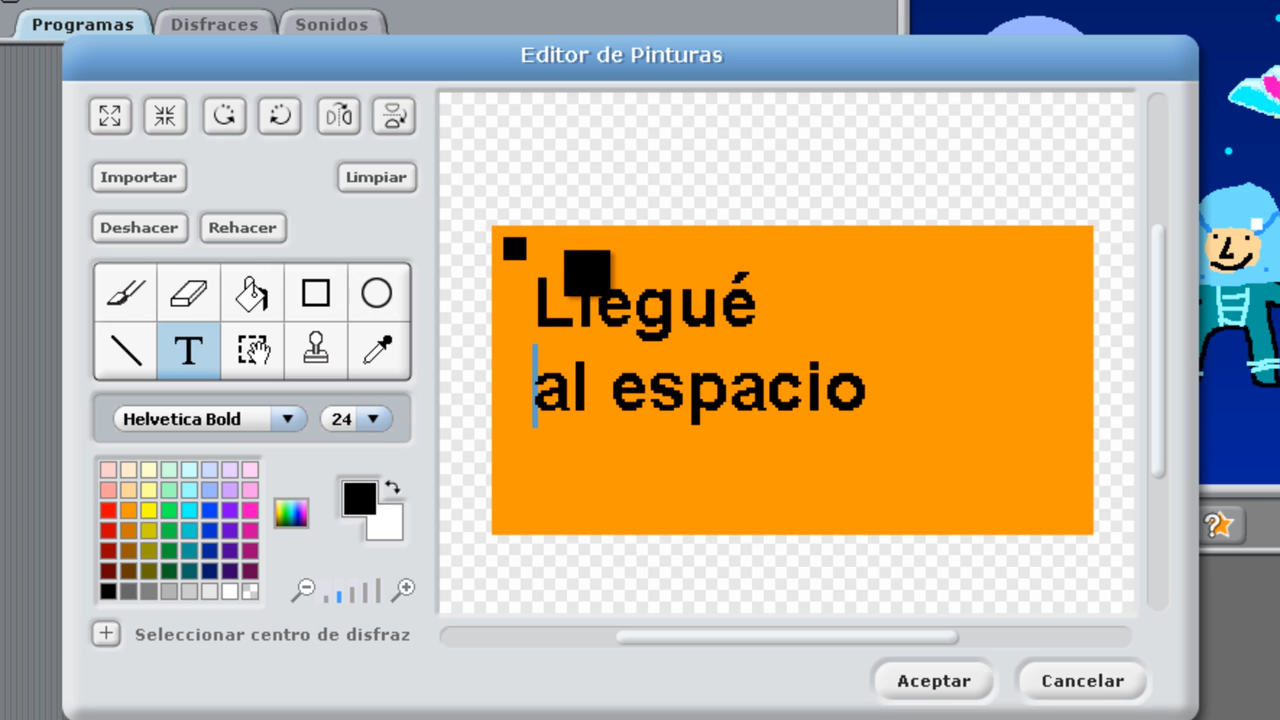 Programas
Disfraces
Sonidos
Editor de Pinturas
Importar
Limpiar
Deshacer
Rehacer
T
Helvetica Bold
24
Seleccionar centro de disfraz
Llegué
al espacio
Aceptar
Cancelar